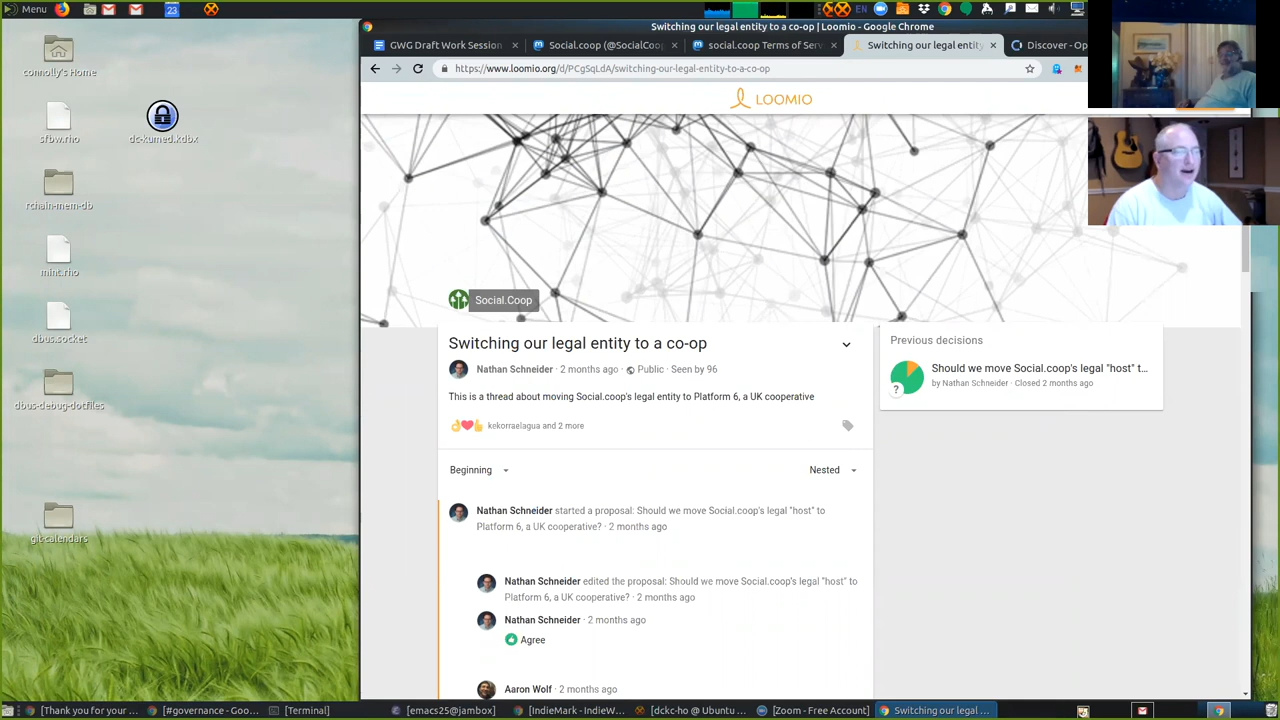 Menu
23
EN
Switching our legal entity to a co-op | Loomio - Google Chrome
GWG Draft Work Session
Social.coop (@SocialCoo
social.coop Terms of Serv
Switching our legal entity
Discover - Op
https://www.loomio.org/d/PCgSqLdA/switching-our-legal-entity-to-a-co-op
LOOMIO
connolly's Home
sfbw.rho
dc-kumed.kdbx
rchain-mem-db
mint.rho
dbus.socket
dbus-debug-dotfiles
git-calendars
Social.Coop
Switching our legal entity to a co-op
Nathan Schneider · 2 months ago · Public · Seen by 96
This is a thread about moving Social.coop's legal entity to Platform 6, a UK cooperative
kekorraelagua and 2 more
Beginning
Nested
Nathan Schneider started a proposal: Should we move Social.coop's legal "host" to
Platform 6, a UK cooperative? · 2 months ago
Nathan Schneider edited the proposal: Should we move Social.coop's legal "host" to
Platform 6, a UK cooperative? · 2 months ago
Nathan Schneider · 2 months ago
Agree
Aaron Wolf · 2 months ago
Previous decisions
Should we move Social.coop's legal "host" t...
by Nathan Schneider · Closed 2 months ago
?
[Thank you for your ...
[#governance - Goo...
[Terminal]
[emacs25@jambox]
[IndieMark - IndieW...
[dckc-ho @ Ubuntu ...
[Zoom - Free Account]
Switching our legal ...